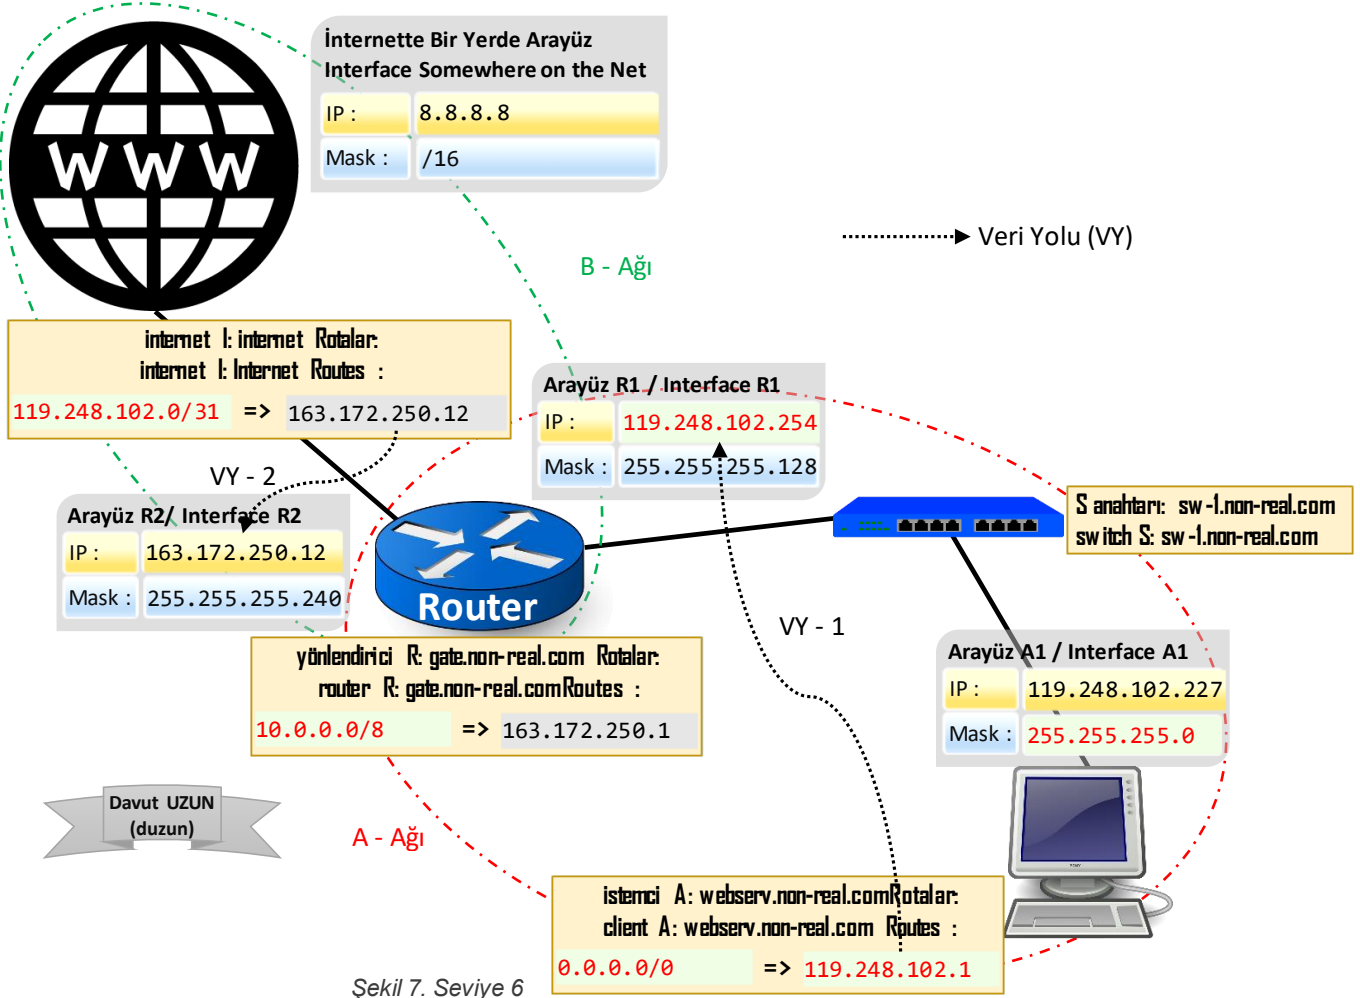 İnternette Bir Yerde Arayüz
Interface Somewhere on the Net
IP :
8.8.8.8
Mask :
/16
WWW
Veri Yolu (VY)
B - Ağı
internet I: internet Rotalar:
internet I: Internet Routes :
119.248.102.0/31 => 163.172.250.12
Arayüz R1 / Interface R1
IP :
119.248.102.254
Mask :
255.255.255.128
VY - 2
Arayüz R2/ Interface R2
IP :
163.172.250.12
Mask :
255.255.255.240
Router
S anahtarı: sw-1.non-real.com
switch S: sw-1.non-real.com
VY - 1
yönlendirici R: gate.non-real.com Rotalar:
router R: gate.non-real.comRoutes :
10.0.0.0/8 => 163.172.250.1
Arayüz A1 / Interface A1
IP :
119.248.102.227
Mask :
255.255.255.0
Davut UZUN
(duzun)
A - Ağı
istemci A: webserv.non-real.comRotalar:
client A: webserv.non-real.com Routes :
0.0.0.0/0 => 119.248.102.1
Şekil 7. Seviye 6